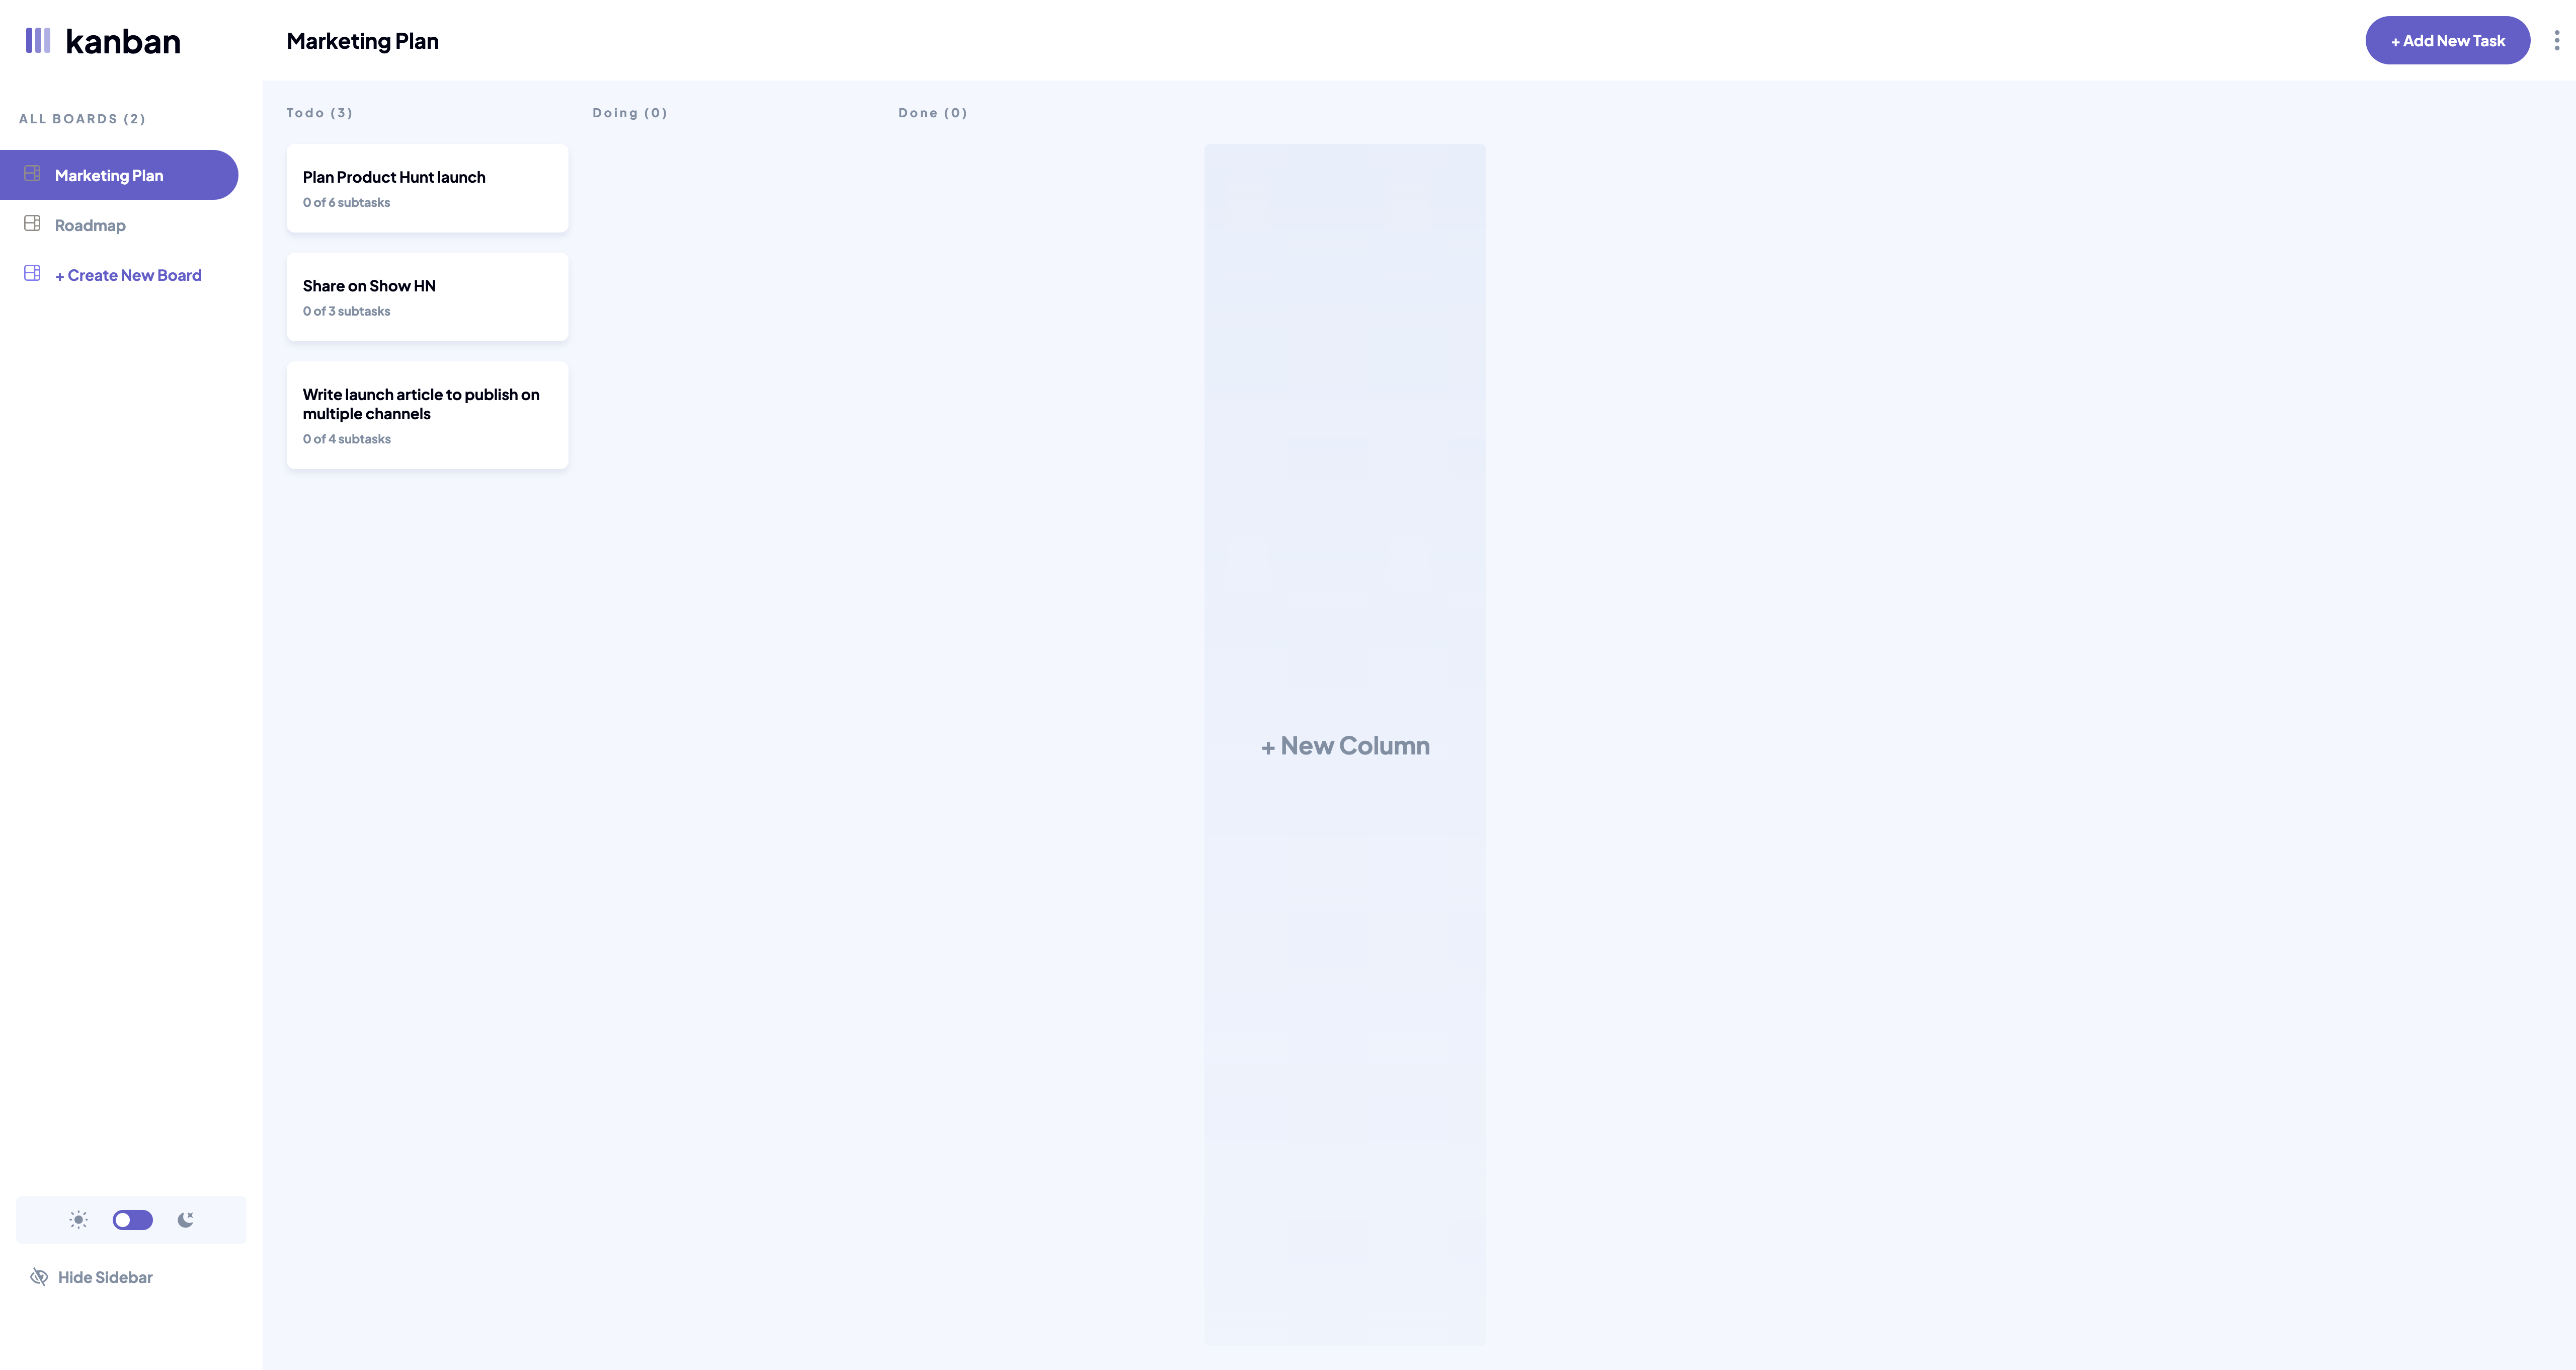 kanban
Marketing Plan
+ Add New Task
ALL BOARDS (2)
Marketing Plan
Roadmap
+ Create New Board
Todo (3)
Plan Product Hunt launch
0 of 6 subtasks
Share on Show HN
0 of 3 subtasks
Write launch article to publish on
multiple channels
0 of 4 subtasks
Doing (0)
Done (0)
+ New Column
Hide Sidebar